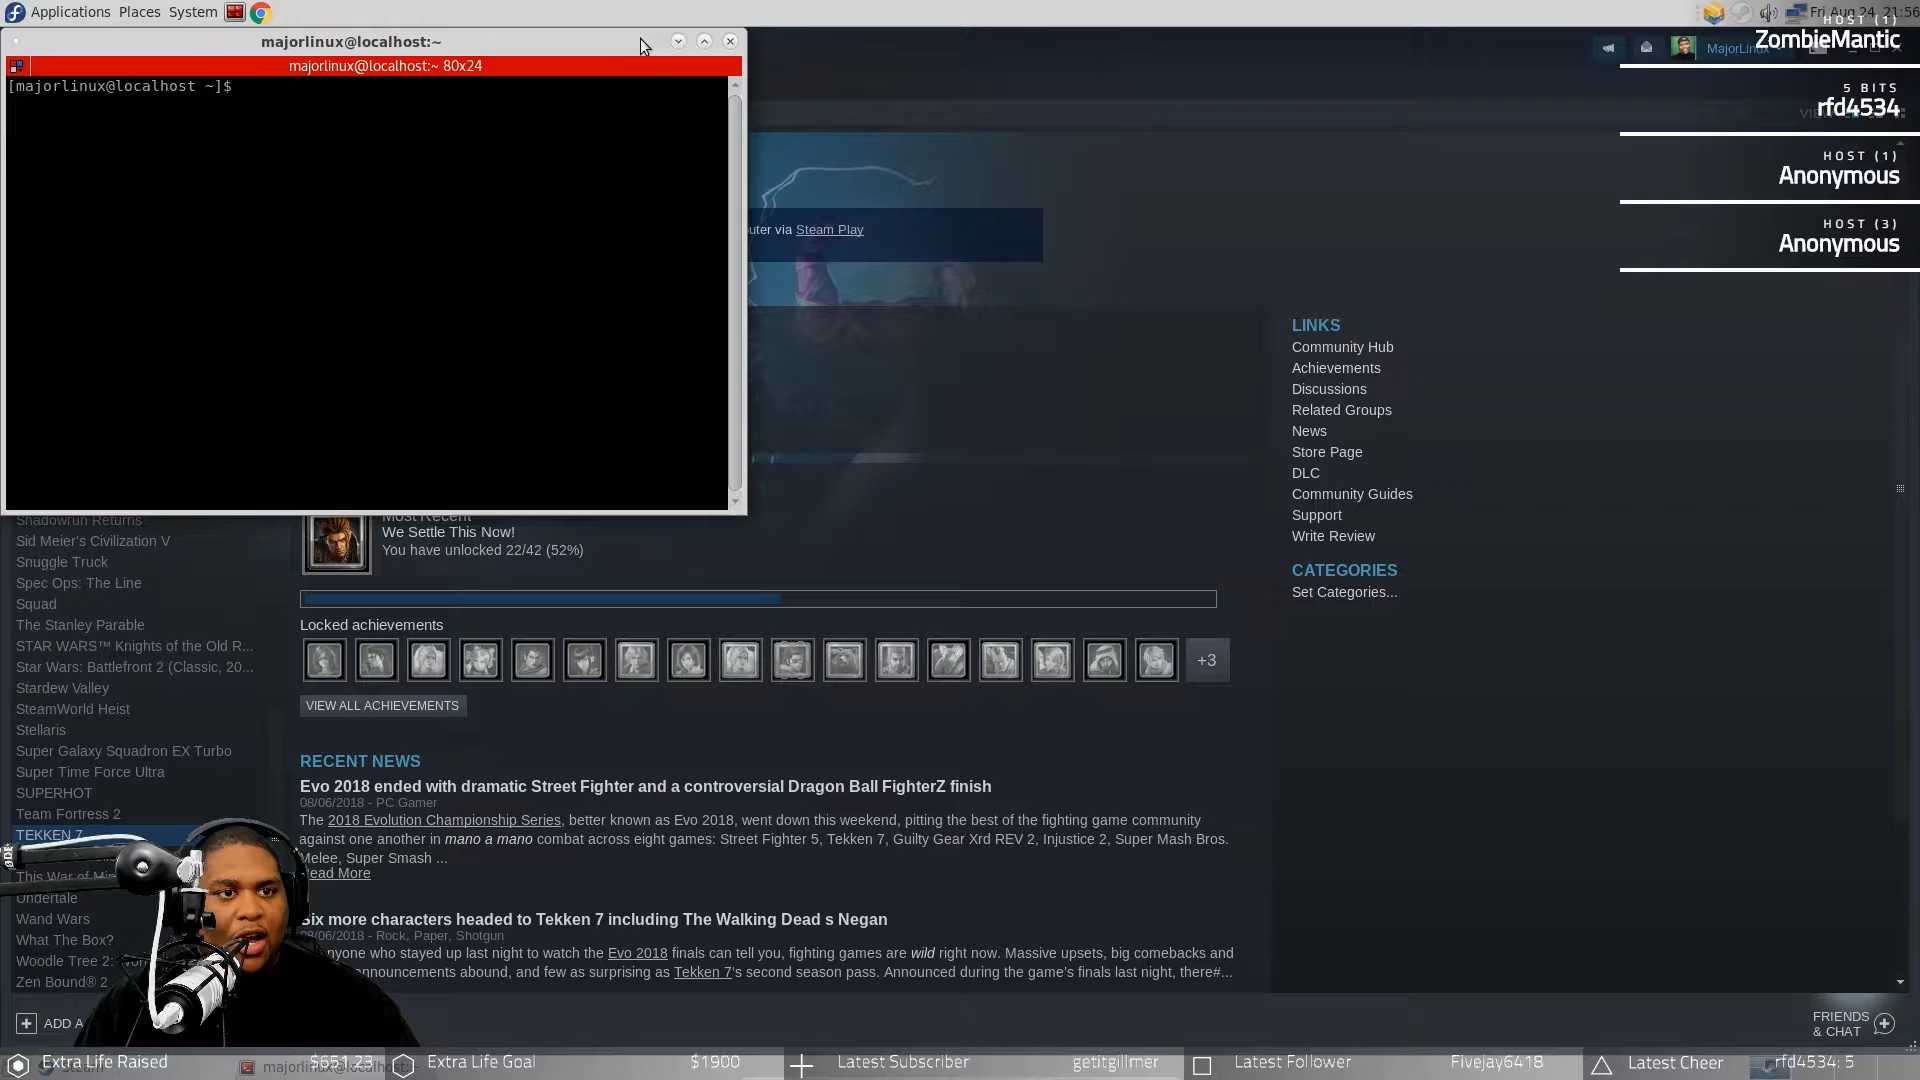 Applications Places System
Fri Aug 24, 21:56
majorlinux@localhost:~
majorlinux@localhost:~ 80x24
[majorlinux@localhost ~]$
HOST (1)
ZombieMantic
5 BITS
rfd4534
HOST (1)
Anonymous
HOST (3)
Anonymous
uter via Steam Play
LINKS
Community Hub
Achievements
Discussions
Related Groups
News
Store Page
DLC
Community Guides
Support
Write Review
CATEGORIES
Set Categories...
Shadowrun Returns
Sid Meier's Civilization V
Snuggle Truck
Spec Ops: The Line
Squad
The Stanley Parable
STAR WARS™ Knights of the Old R...
Star Wars: Battlefront 2 (Classic, 20...
Stardew Valley
SteamWorld Heist
Stellaris
Super Galaxy Squadron EX Turbo
Super Time Force Ultra
SUPERHOT
Team Fortress 2
TEKKEN 7
This War of Min
Undertale
Wand Wars
What The Box?
Woodle Tree 2:
Zen Bound® 2
ADD A
Most Recent
We Settle This Now!
You have unlocked 22/42 (52%)
Locked achievements
+3
VIEW ALL ACHIEVEMENTS
RECENT NEWS
Evo 2018 ended with dramatic Street Fighter and a controversial Dragon Ball FighterZ finish
08/06/2018 - PC Gamer
The 2018 Evolution Championship Series, better known as Evo 2018, went down this weekend, pitting the best of the fighting game community
against one another in mano a mano combat across eight games: Street Fighter 5, Tekken 7, Guilty Gear Xrd REV 2, Injustice 2, Super Mash Bros.
Melee, Super Smash ...
Read More
Six more characters headed to Tekken 7 including The Walking Dead s Negan
08/06/2018 - Rock, Paper, Shotgun
nyone who stayed up last night to watch the Evo 2018 finals can tell you, fighting games are wild right now. Massive upsets, big comebacks and
nnouncements abound, and few as surprising as Tekken 7's second season pass. Announced during the game's finals last night, there#...
FRIENDS
& CHAT
Extra Life Raised $651.23
Extra Life Goal $1900
Latest Subscriber getitgillmer
Latest Follower Fivejay6418
Latest Cheer rfd4534: 5